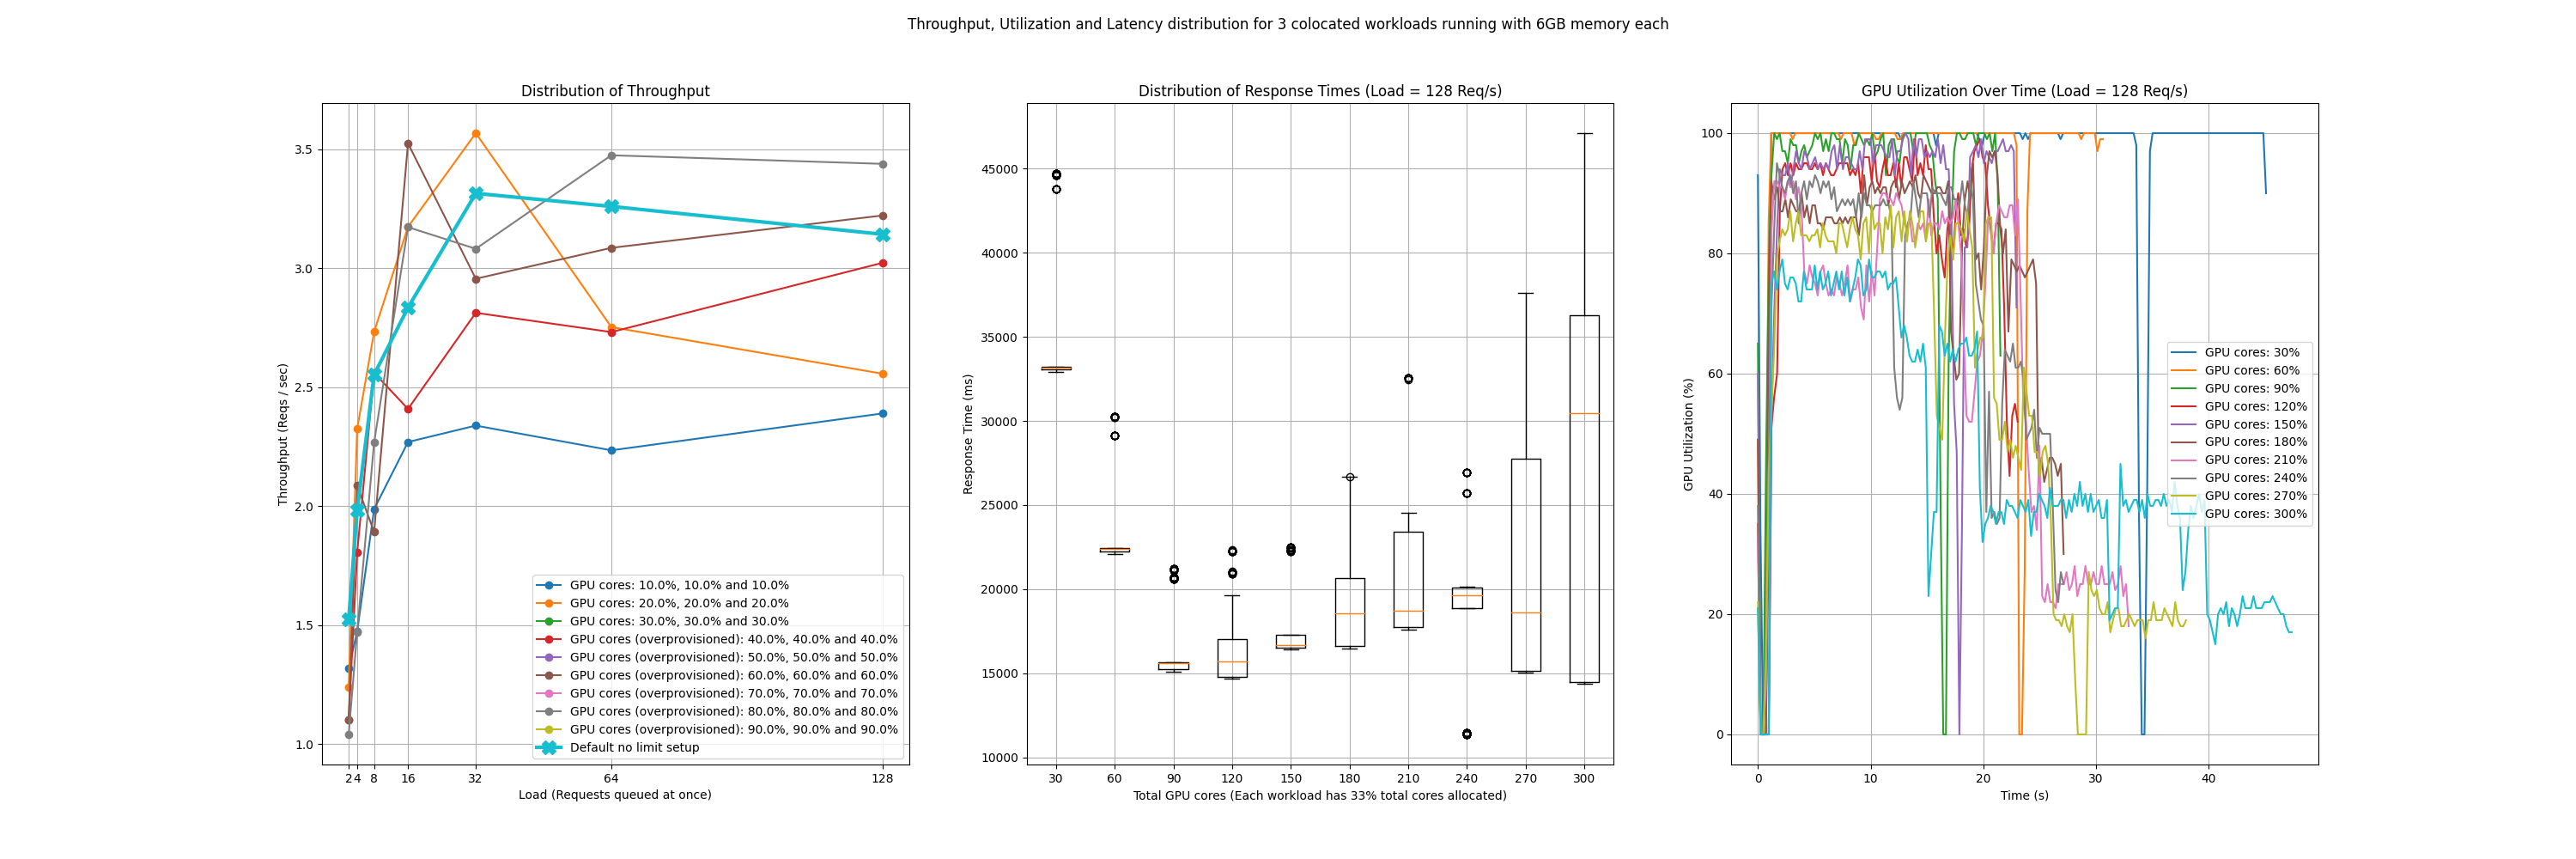 Throughput, Utilization and Latency distribution for 3 colocated workloads running with 6GB memory each
Distribution of Throughput
Throughput (Reqs / sec)
3.5
3.0
2.5
2.0
1.5
1.0
GPU cores: 10.0%, 10.0% and 10.0%
GPU cores: 20.0%, 20.0% and 20.0%
GPU cores: 30.0%, 30.0% and 30.0%
GPU cores (overprovisioned): 40.0%, 40.0% and 40.0%
GPU cores (overprovisioned): 50.0%, 50.0% and 50.0%
GPU cores (overprovisioned): 60.0%, 60.0% and 60.0%
GPU cores (overprovisioned): 70.0%, 70.0% and 70.0%
GPU cores (overprovisioned): 80.0%, 80.0% and 80.0%
GPU cores (overprovisioned): 90.0%, 90.0% and 90.0%
Default no limit setup
2 4 8 16 32 64 128
Load (Requests queued at once)
Distribution of Response Times (Load = 128 Req/s)
Response Time (ms)
45000
40000
35000
30000
25000
20000
15000
10000
30 60 90 120 150 180 210 240 270 300
Total GPU cores (Each workload has 33% total cores allocated)
GPU Utilization Over Time (Load = 128 Req/s)
GPU Utilization (%)
100
80
60
40
20
0
GPU cores: 30%
GPU cores: 60%
GPU cores: 90%
GPU cores: 120%
GPU cores: 150%
GPU cores: 180%
GPU cores: 210%
GPU cores: 240%
GPU cores: 270%
GPU cores: 300%
0 10 20 30 40
Time (s)